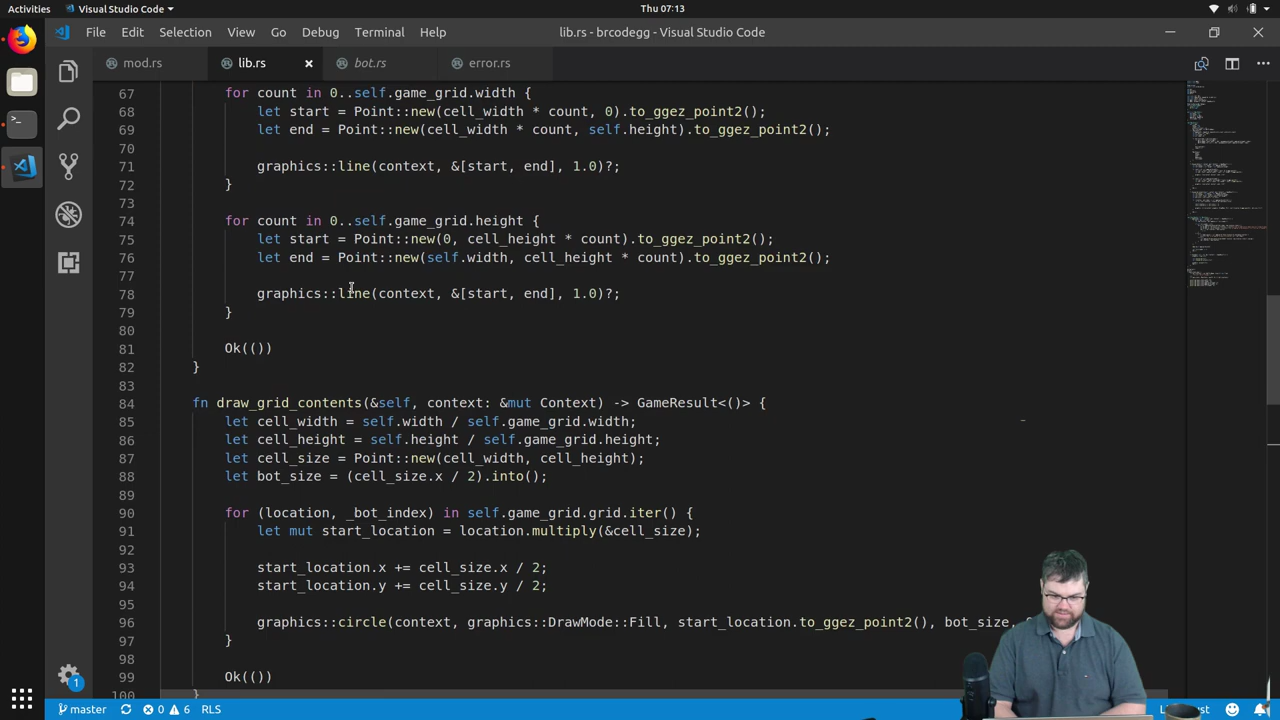 Activities
Visual Studio Code
Thu 07:13
File Edit Selection View Go Debug Terminal Help
lib.rs - brcodegg - Visual Studio Code
mod.rs lib.rs bot.rs error.rs
67 for count in 0..self.game_grid.width {
68 let start = Point::new(cell_width * count, 0).to_ggez_point2();
69 let end = Point::new(cell_width * count, self.height).to_ggez_point2();
70
71 graphics::line(context, &[start, end], 1.0)?;
72 }
73
74 for count in 0..self.game_grid.height {
75 let start = Point::new(0, cell_height * count).to_ggez_point2();
76 let end = Point::new(self.width, cell_height * count).to_ggez_point2();
77
78 graphics::line(context, &[start, end], 1.0)?;
79 }
80
81 Ok(())
82 }
83
84 fn draw_grid_contents(&self, context: &mut Context) -> GameResult<()> {
85 let cell_width = self.width / self.game_grid.width;
86 let cell_height = self.height / self.game_grid.height;
87 let cell_size = Point::new(cell_width, cell_height);
88 let bot_size = (cell_size.x / 2).into();
89
90 for (location, _bot_index) in self.game_grid.grid.iter() {
91 let mut start_location = location.multiply(&cell_size);
92
93 start_location.x += cell_size.x / 2;
94 start_location.y += cell_size.y / 2;
95
96 graphics::circle(context, graphics::DrawMode::Fill, start_location.to_ggez_point2(), bot_size,
97 }
98
99 Ok(())
100 }
1
master 0 6 RLS